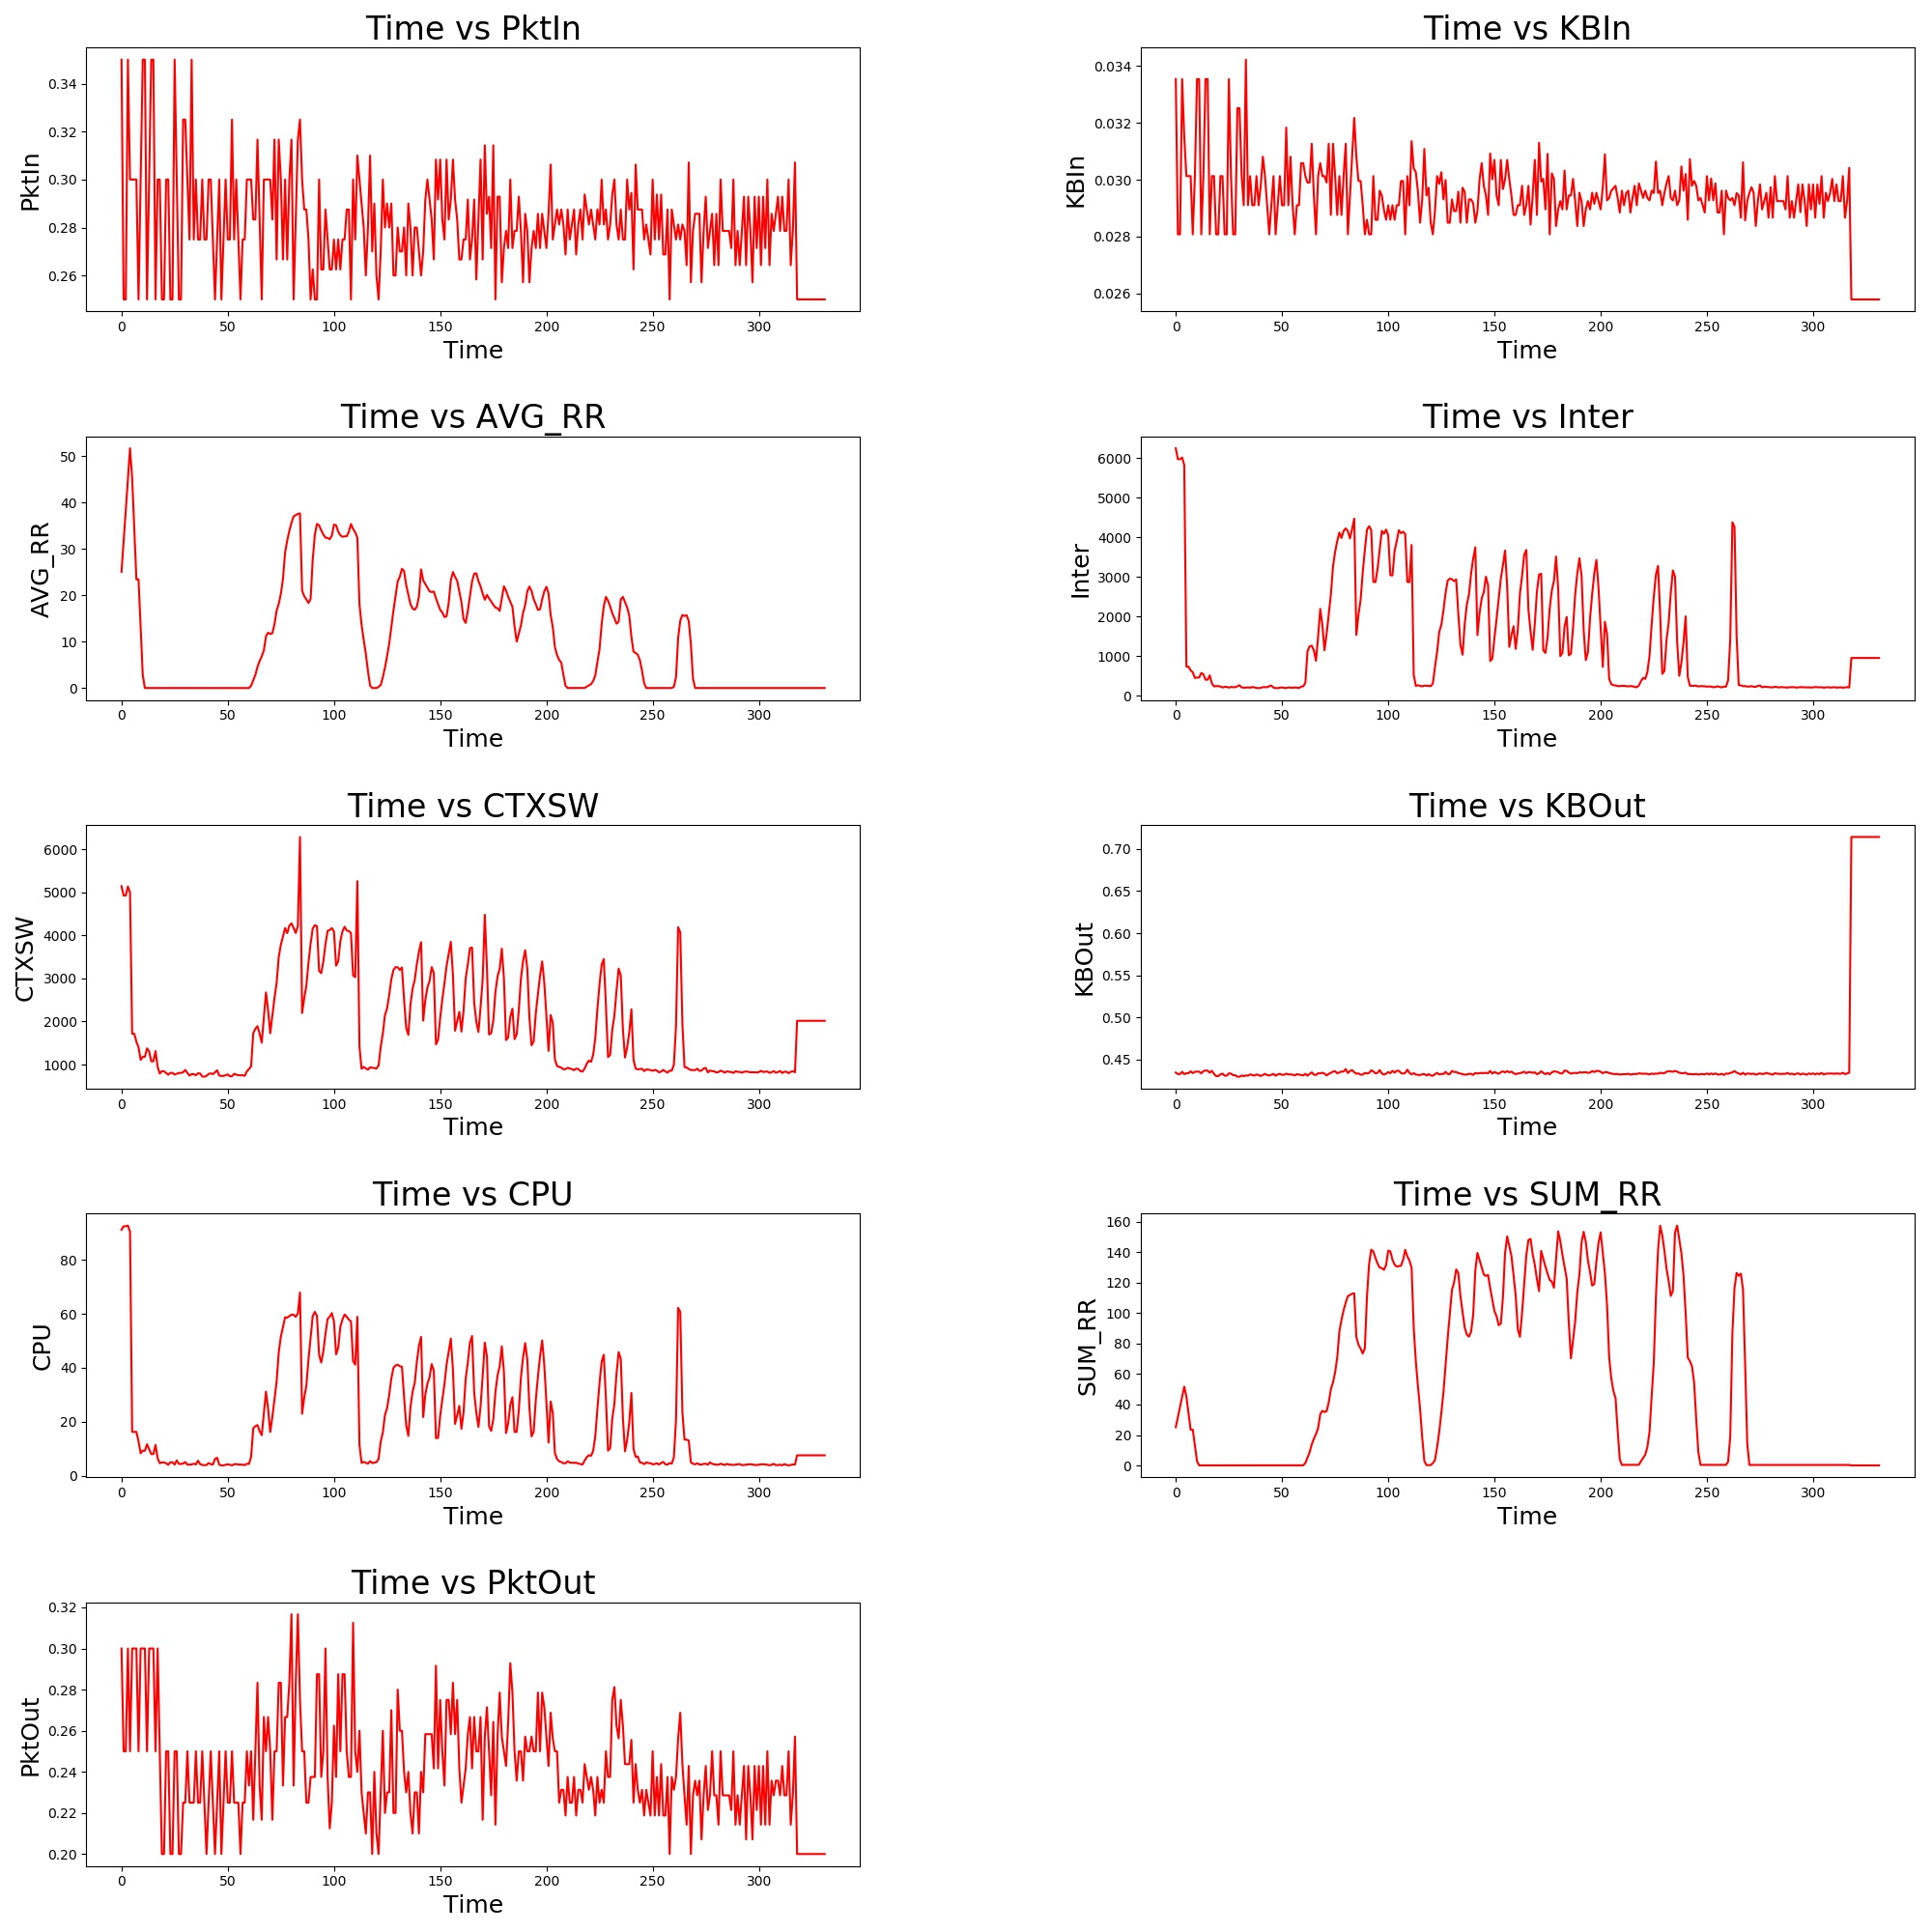 Time vs PktIn
PktIn
0.34
0.32
0.30
0.28
0.26
0 50 100 150 200 250 300
Time
Time vs KBIn
KBIn
0.034
0.032
0.030
0.028
0.026
0 50 100 150 200 250 300
Time
Time vs AVG_RR
AVG_RR
50
40
30
20
10
0
0 50 100 150 200 250 300
Time
Time vs Inter
Inter
6000
5000
4000
3000
2000
1000
0
0 50 100 150 200 250 300
Time
Time vs CTXSW
CTXSW
6000
5000
4000
3000
2000
1000
0 50 100 150 200 250 300
Time
Time vs KBOut
KBOut
0.70
0.65
0.60
0.55
0.50
0.45
0 50 100 150 200 250 300
Time
Time vs CPU
CPU
80
60
40
20
0
0 50 100 150 200 250 300
Time
Time vs SUM_RR
SUM_RR
160
140
120
100
80
60
40
20
0
0 50 100 150 200 250 300
Time
Time vs PktOut
PktOut
0.32
0.30
0.28
0.26
0.24
0.22
0.20
0 50 100 150 200 250 300
Time